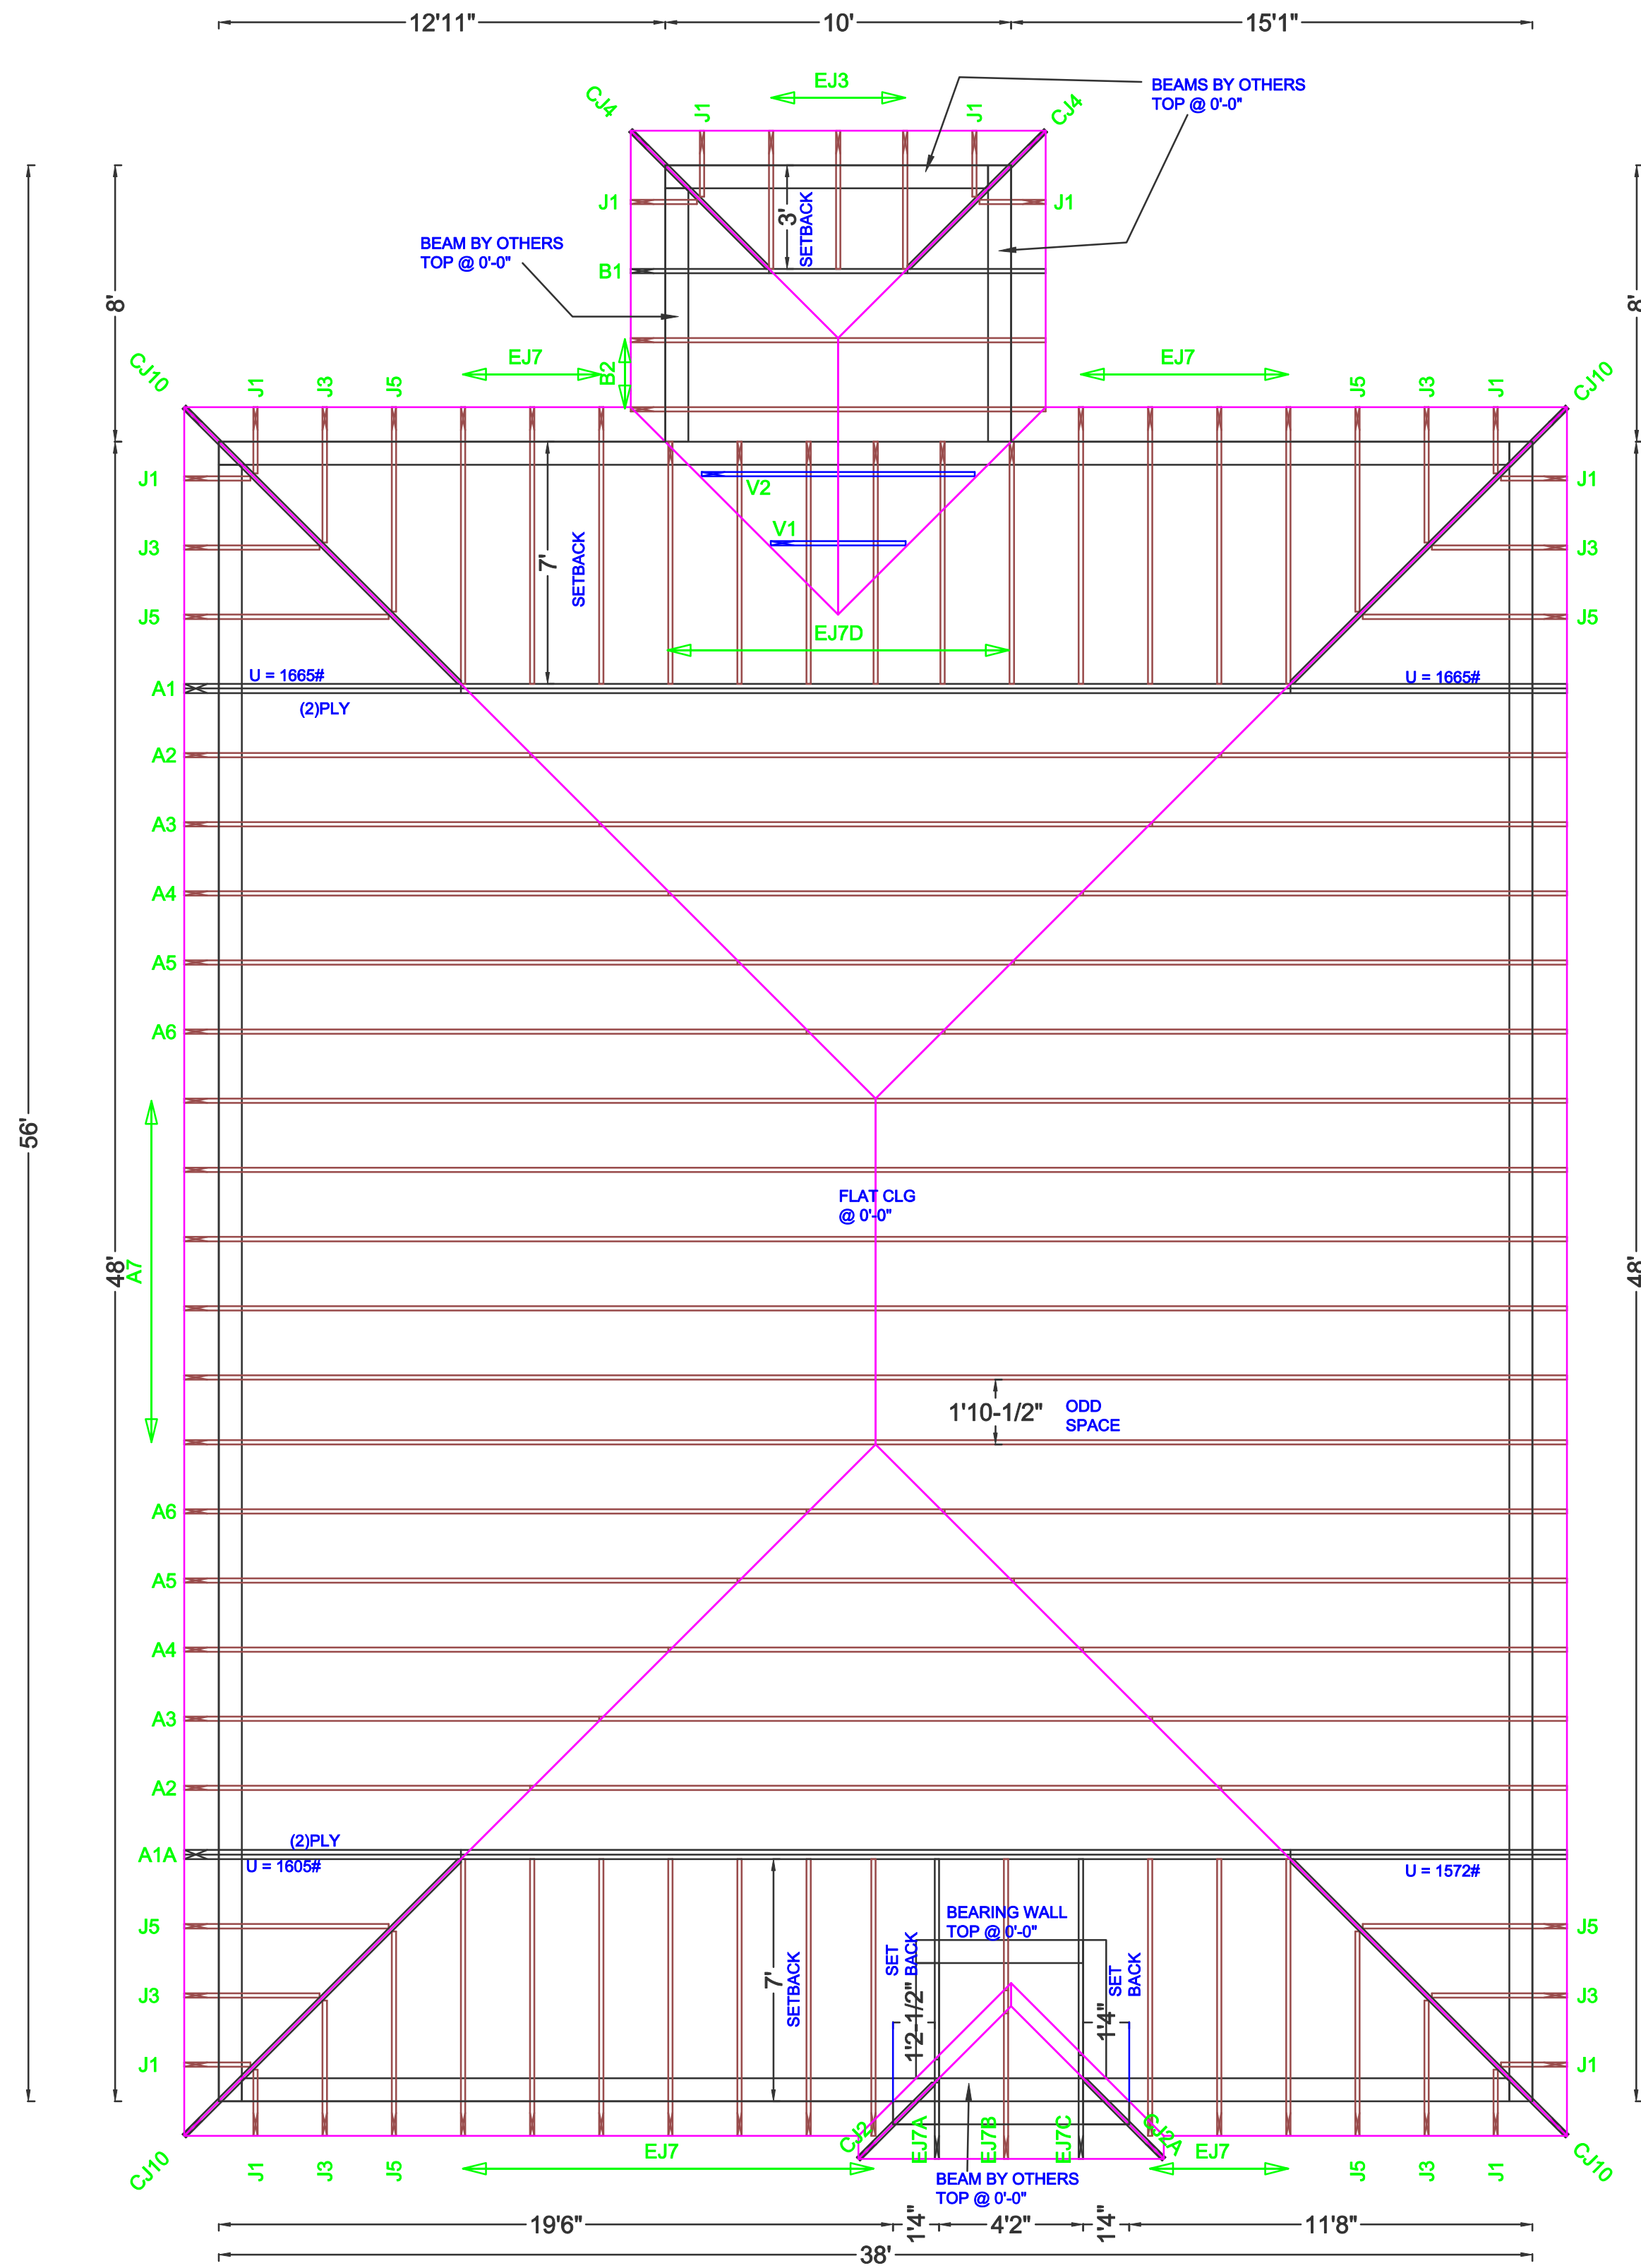 12'11"
10'
15'1"
CJ4
J1
EJ3
J1
CJ4
BEAMS BY OTHERS
TOP @ 0'-0"
J1
3'
SETBACK
J1
BEAM BY OTHERS
TOP @ 0'-0"
B1
8'
8'
CJ10
J1
J3
J5
EJ7
B2
EJ7
J5
J3
J1
CJ10
J1
V2
J1
V1
J3
7'
SETBACK
J3
J5
EJ7D
J5
U = 1665#
U = 1665#
A1
(2)PLY
A2
A3
A4
A5
A6
56'
FLAT CLG
@ 0'-0"
48'
A7
48'
1'10-1/2"
ODD
SPACE
A6
A5
A4
A3
A2
(2)PLY
A1A
U = 1605#
U = 1572#
BEARING WALL
TOP @ 0'-0"
J5
SET
BACK
J5
7'
SETBACK
SET
BACK
J3
1'2-1/2"
1'4"
J3
J1
J1
CJ10
J1
J3
J5
EJ7
CJ2
EJ7A
EJ7B
EJ7C
CJ2A
EJ7
J5
J3
J1
CJ10
BEAM BY OTHERS
TOP @ 0'-0"
19'6"
1'4"
4'2"
1'4"
11'8"
38'